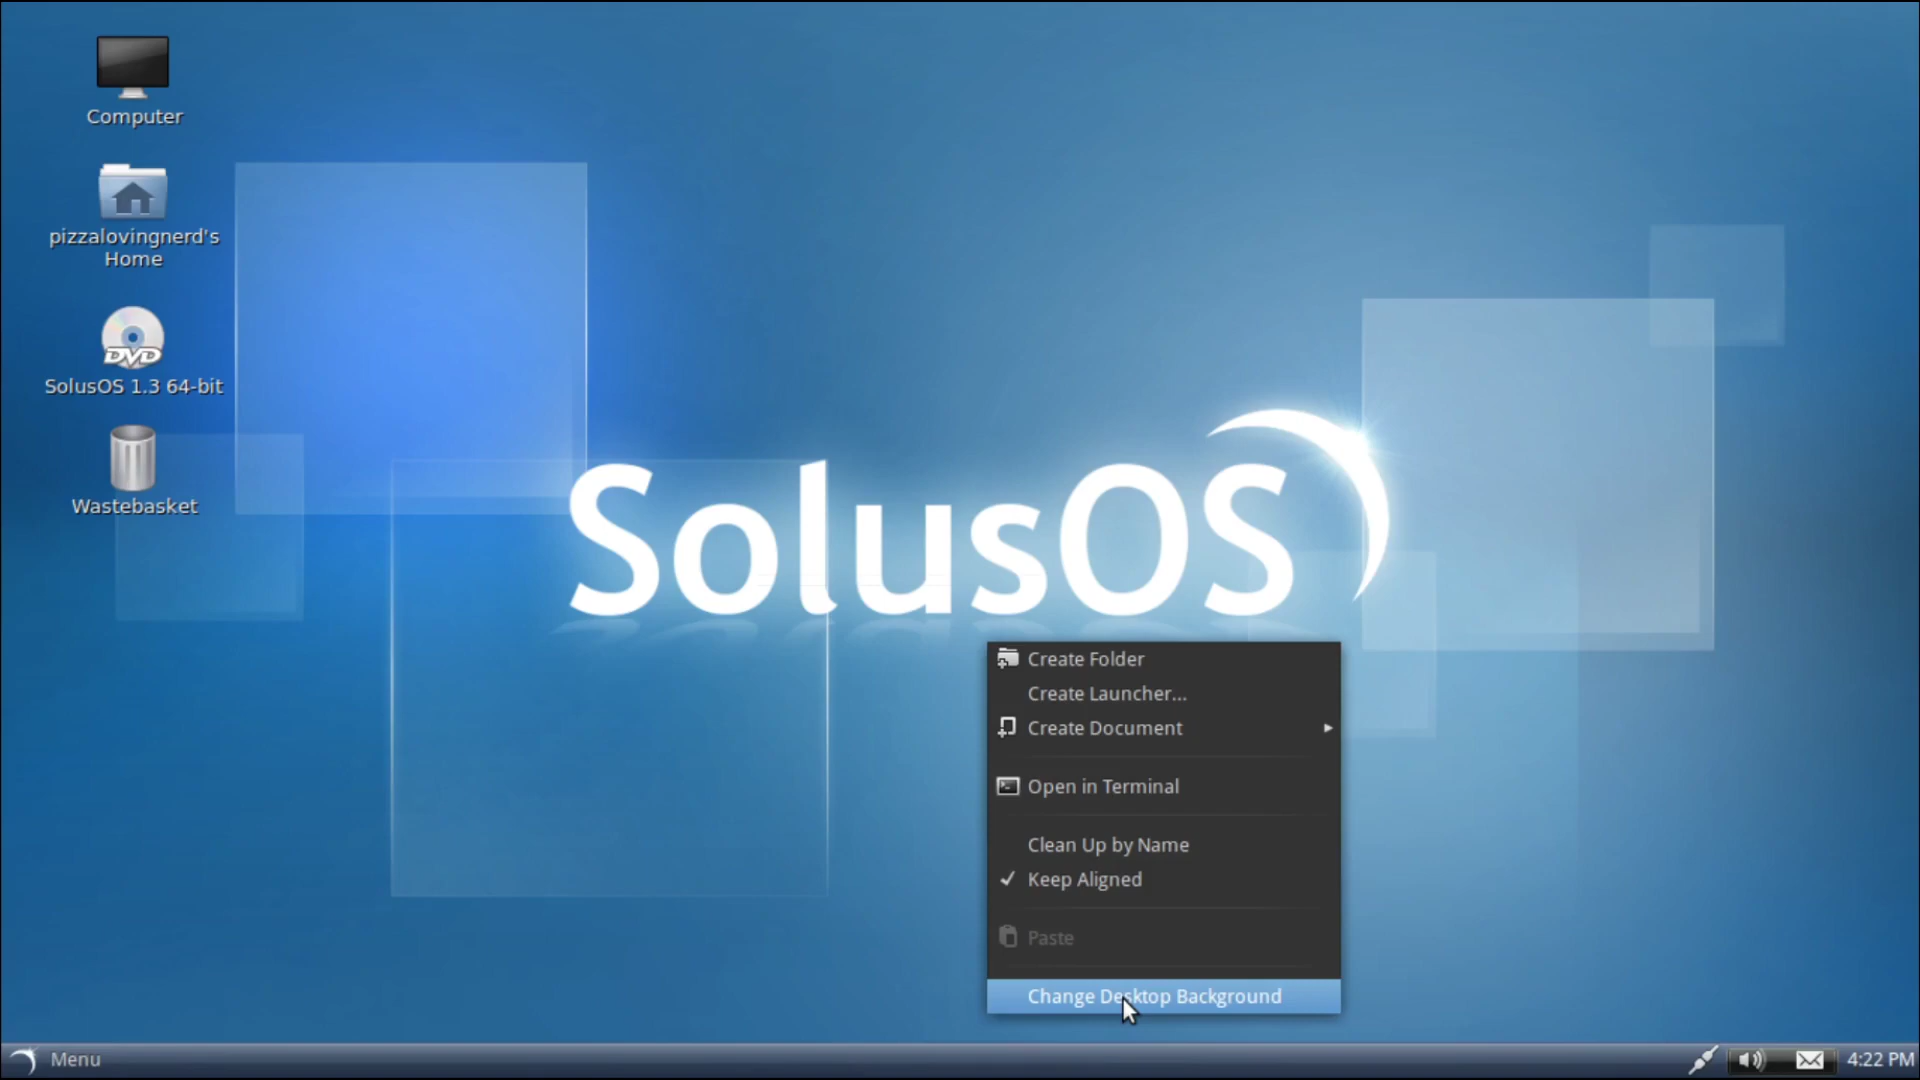 Computer
pizzalovingnerd's
Home
DVD
SolusOS 1.3 64-bit
Wastebasket
SolusOS
Create Folder
Create Launcher...
Create Document
Open in Terminal
Clean Up by Name
Keep Aligned
Paste
Change Desktop Background
Menu
4:22 PM